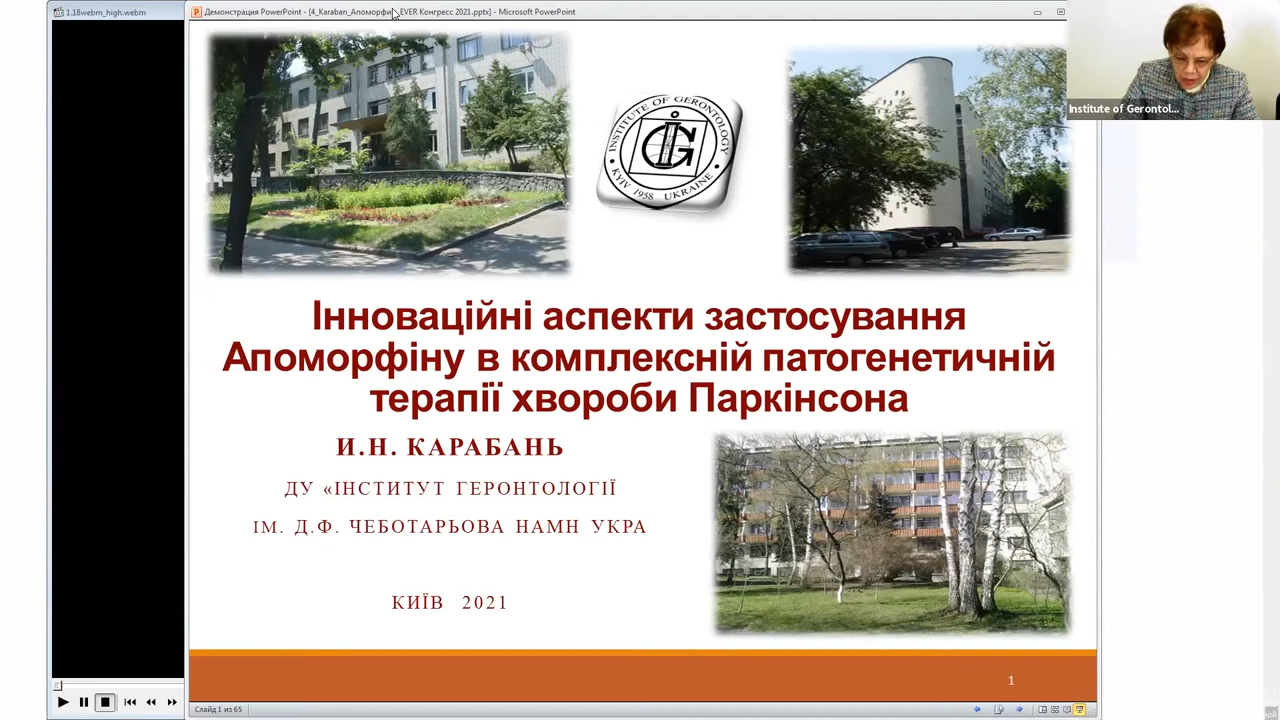 1.18webm_high.webm
Демонстрация PowerPoint - [4_Karaban_Апоморфин_EVER Конгресс 2021.pptx] - Microsoft PowerPoint
Institute of Gerontol...
INSTITUTE OF GERONTOLOGY
KYIV 1958 UKRAINE
Інноваційні аспекти застосування
Апоморфіну в комплексній патогенетичній
терапії хвороби Паркінсона
И.Н. КАРАБАНЬ
ДУ «ІНСТИТУТ ГЕРОНТОЛОГІЇ
ІМ. Д.Ф. ЧЕБОТАРЬОВА НАМН УКРА
КИЇВ 2021
1
Слайд 1 из 65